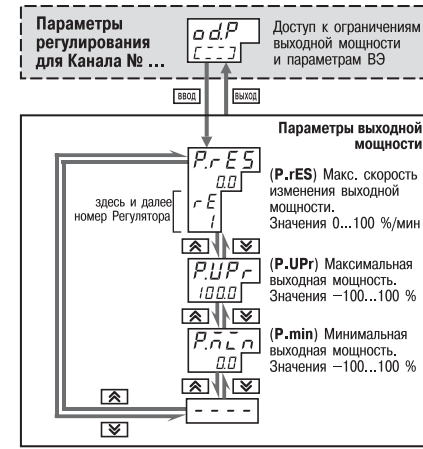 Параметры
регулирования
для Канала № ...
od.P
[---]
Доступ к ограничениям
выходной мощности
и параметрам ВЭ
ВВОД
ВЫХОД
Параметры выходной
мощности
P.rES
0.0
rE
1
здесь и далее
номер Регулятора
(P.rES) Макс. скорость
изменения выходной
мощности.
Значения 0...100 %/мин
P.UPr
100.0
(P.UPr) Максимальная
выходная мощность.
Значения –100...100 %
P.min
0.0
(P.min) Минимальная
выходная мощность.
Значения –100...100 %
- - - -